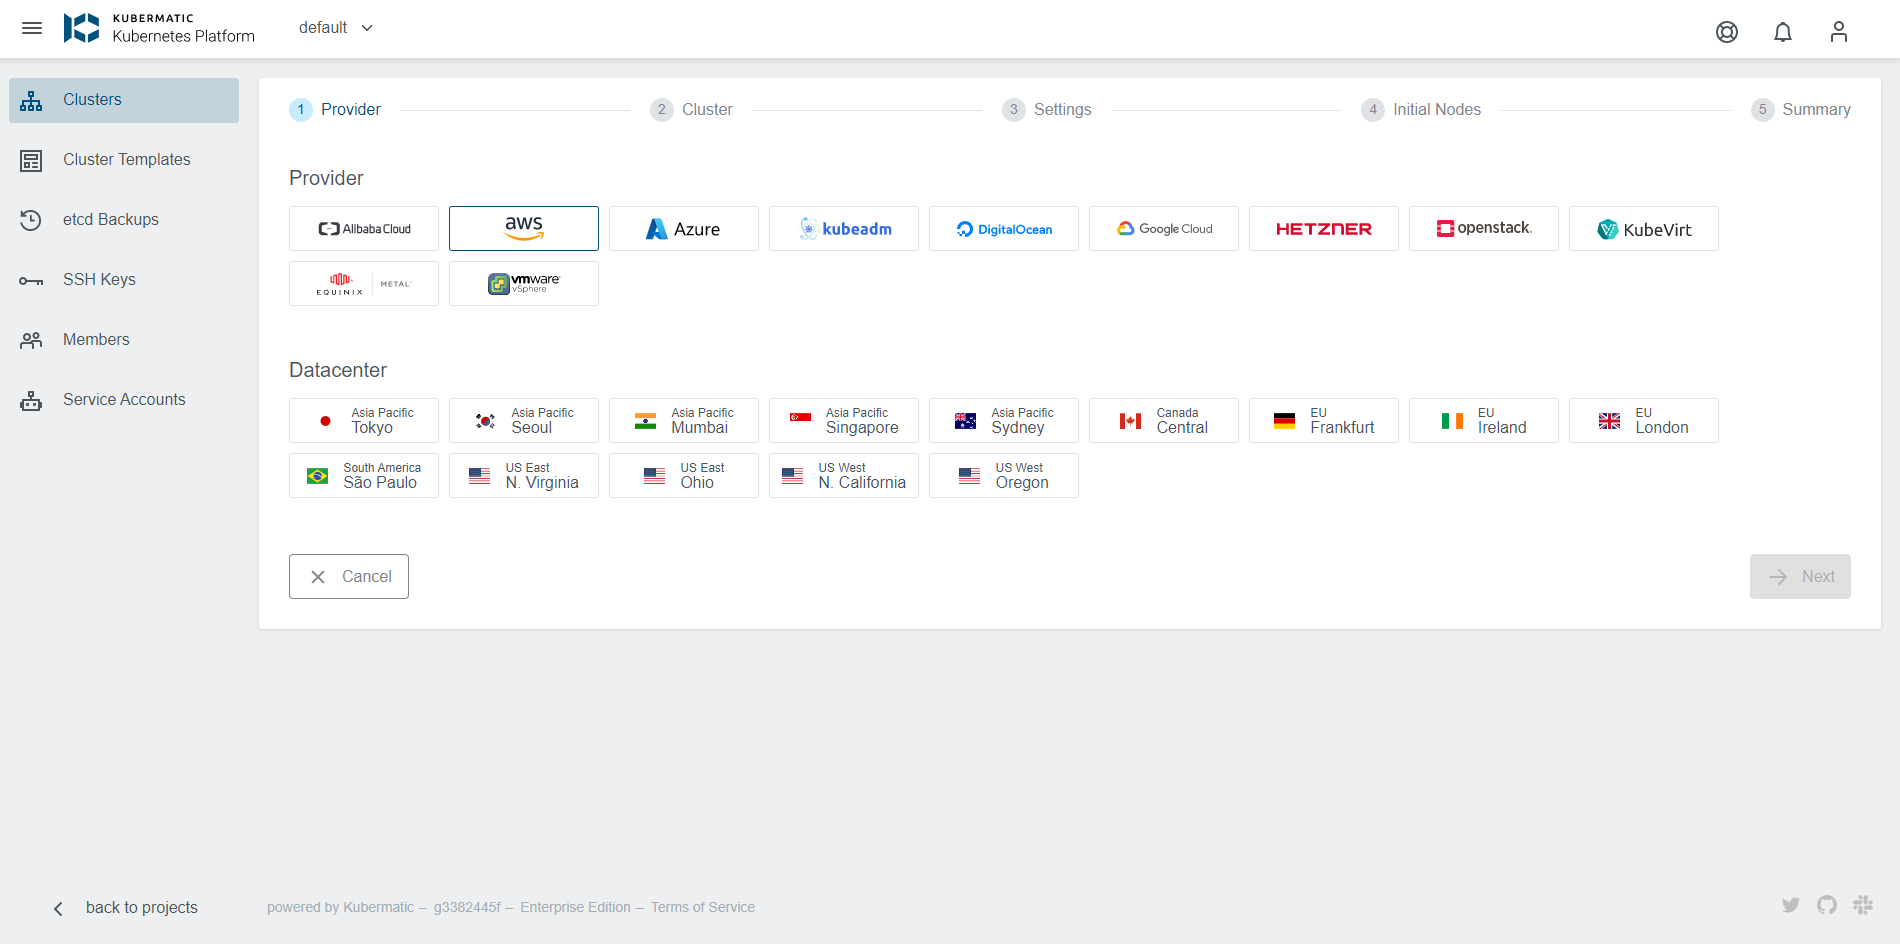 KUBERMATIC
Kubernetes Platform
default
Clusters
Cluster Templates
etcd Backups
SSH Keys
Members
Service Accounts
1 Provider
2 Cluster
3 Settings
4 Initial Nodes
5 Summary
Provider
Alibaba Cloud
aws
Azure
kubeadm
DigitalOcean
Google Cloud
HETZNER
openstack.
KubeVirt
EQUINIX METAL
vmware
vSphere
Datacenter
Asia Pacific
Tokyo
Asia Pacific
Seoul
Asia Pacific
Mumbai
Asia Pacific
Singapore
Asia Pacific
Sydney
Canada
Central
EU
Frankfurt
EU
Ireland
EU
London
South America
São Paulo
US East
N. Virginia
US East
Ohio
US West
N. California
US West
Oregon
Cancel
Next
back to projects
powered by Kubermatic – g3382445f – Enterprise Edition – Terms of Service